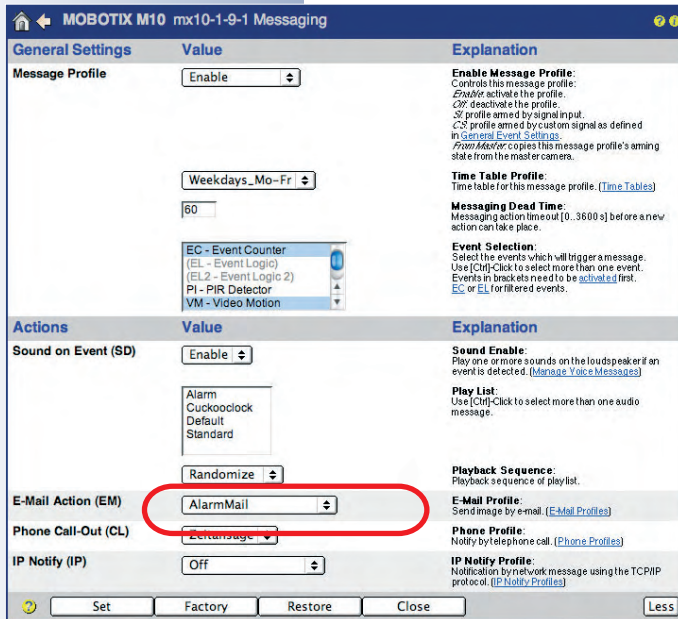 MOBOTIX M10 mx10-1-9-1 Messaging
General Settings Value Explanation
Message Profile
Enable
Enable Message Profile:
Controls this message profile:
Enable: activate the profile.
Off: deactivate the profile.
SI: profile armed by signal input.
CS: profile armed by custom signal as defined
in General Event Settings.
From Master: copies this message profile's arming
state from the master camera.
Weekdays_Mo-Fr
Time Table Profile:
Time table for this message profile. (Time Tables)
60
Messaging Dead Time:
Messaging action timeout [0..3600 s] before a new
action can take place.
EC - Event Counter
(EL - Event Logic)
(EL2 - Event Logic 2)
PI - PIR Detector
VM - Video Motion
Event Selection:
Select the events which will trigger a message.
Use [Ctrl]-Click to select more than one event.
Events in brackets need to be activated first.
EC or EL for filtered events.
Actions Value Explanation
Sound on Event (SD)
Enable
Sound Enable:
Play one or more sounds on the loudspeaker if an
event is detected. (Manage Voice Messages)
Alarm
Cuckooclock
Default
Standard
Play List:
Use [Ctrl]-Click to select more than one audio
message.
Randomize
Playback Sequence:
Playback sequence of playlist.
E-Mail Action (EM)
AlarmMail
E-Mail Profile:
Send image by e-mail. (E-Mail Profiles)
Phone Call-Out (CL)
Zeitansage
Phone Profile:
Notify by telephone call. (Phone Profiles)
IP Notify (IP)
Off
IP Notify Profile:
Notification by network message using the TCP/IP
protocol. (IP Notify Profiles)
Set Factory Restore Close Less